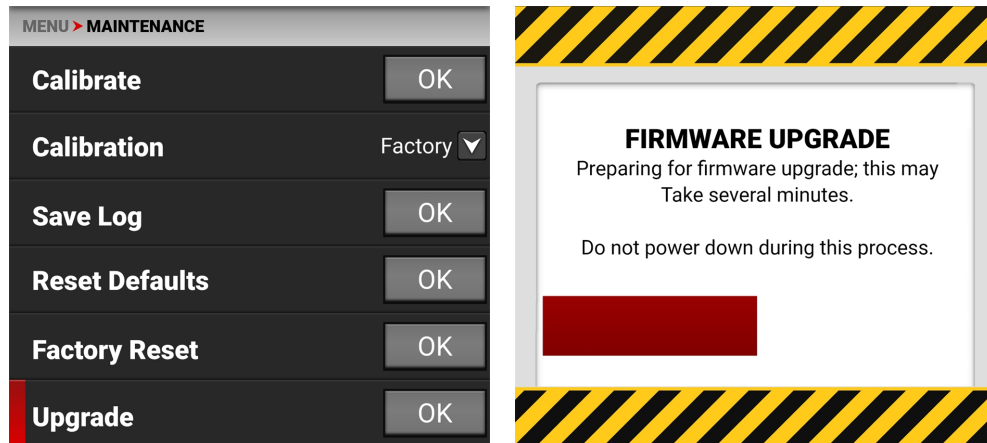 MENU > MAINTENANCE
Calibrate OK
Calibration Factory
Save Log OK
Reset Defaults OK
Factory Reset OK
Upgrade OK
FIRMWARE UPGRADE
Preparing for firmware upgrade; this may
Take several minutes.
Do not power down during this process.